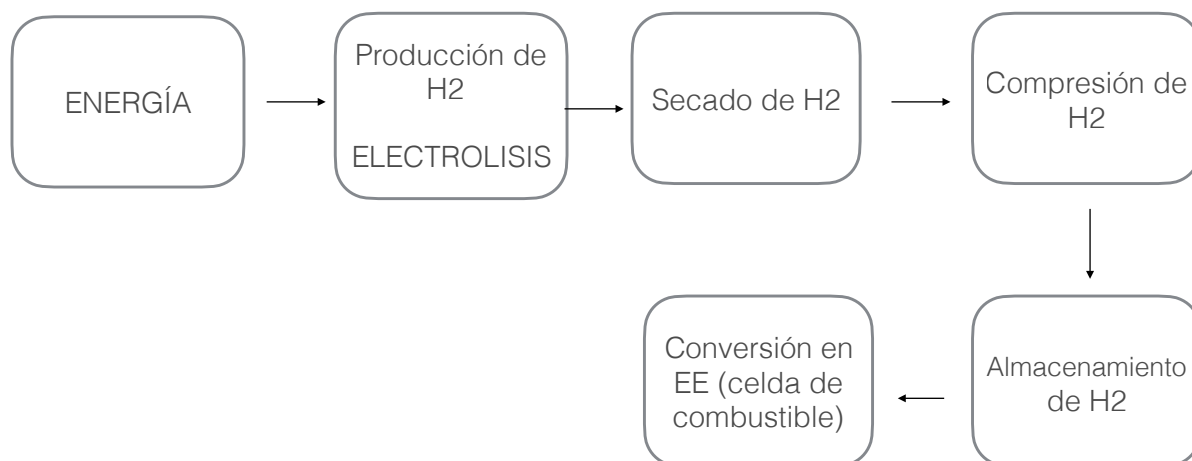 ENERGÍA
Producción de
H2
ELECTROLISIS
Secado de H2
Compresión de
H2
Almacenamiento
de H2
Conversión en
EE (celda de
combustible)